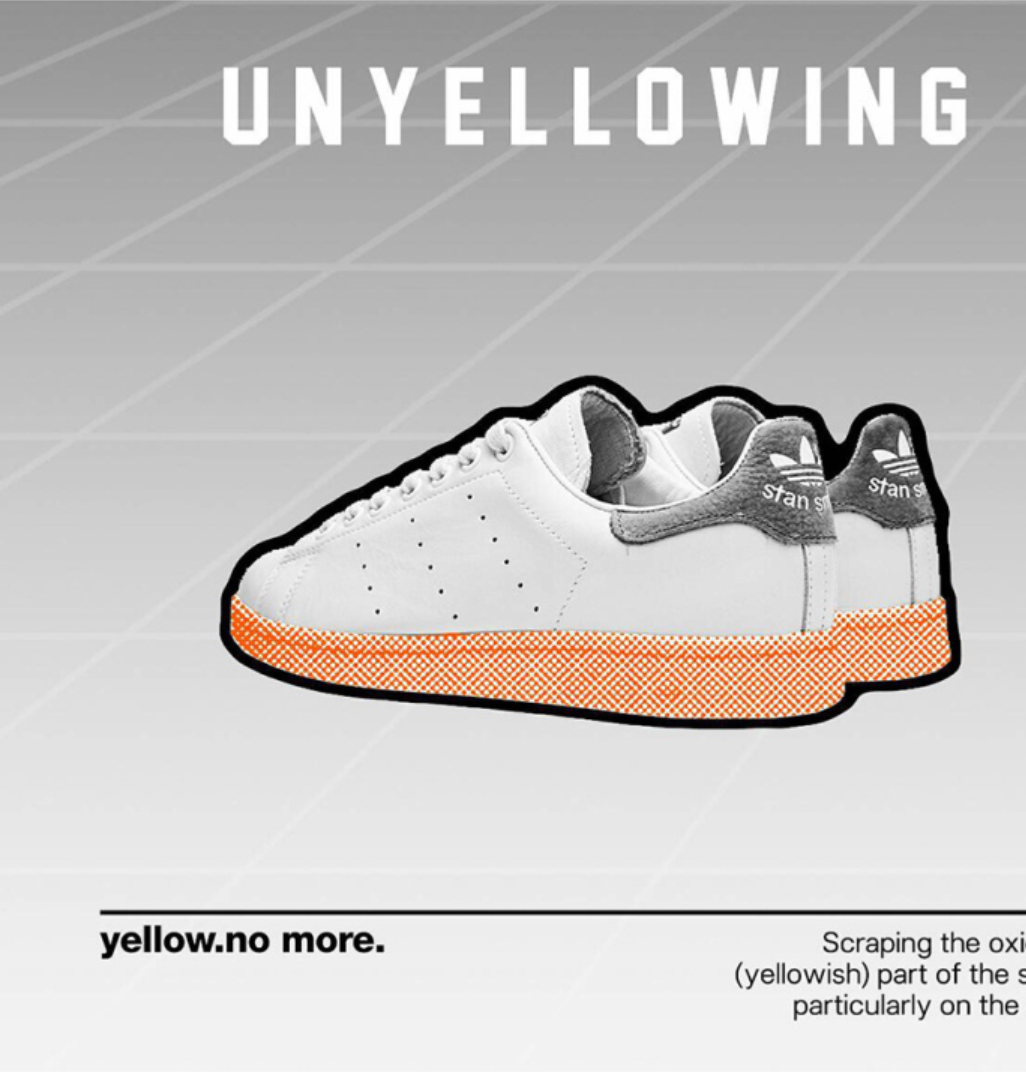 UNYELLOWING
stan
stan
yellow.no more.
Scraping the
(yellowish) part of the
particularly on the